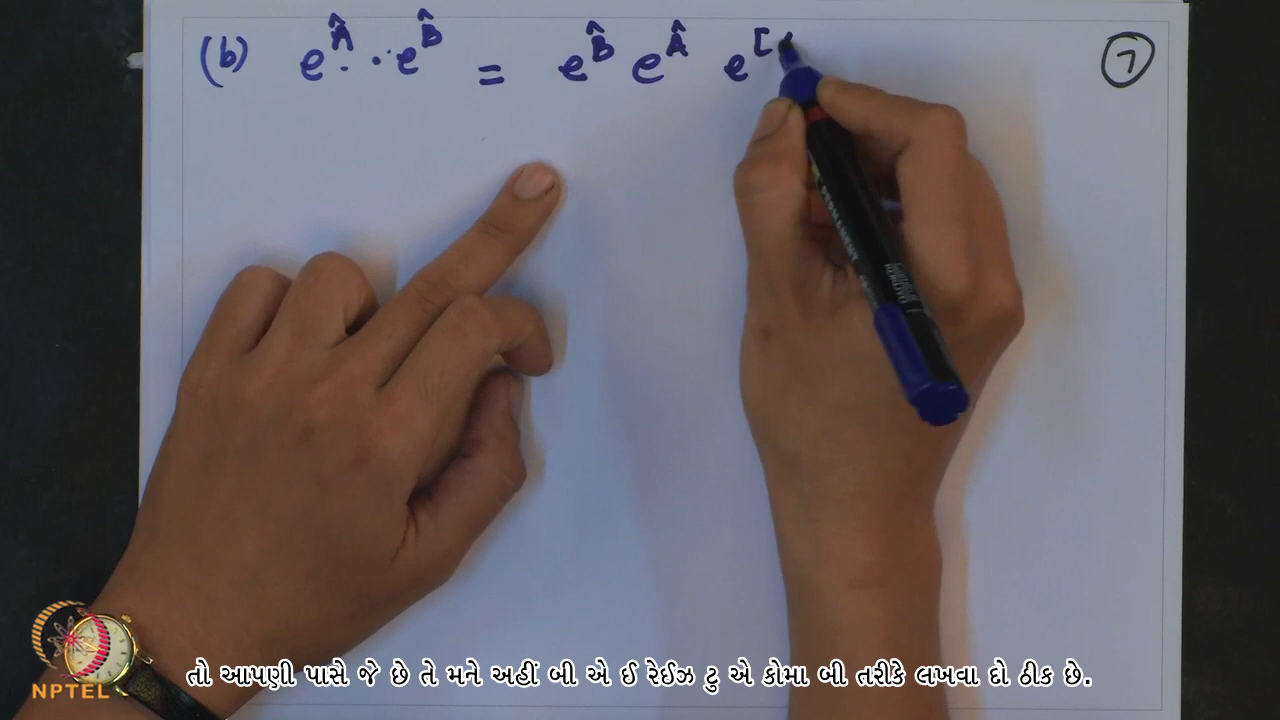 (b) e^Â · e^B̂ = e^B̂ e^Â e^[
7
NPTEL
તો આપણી પાસે જે છે તે મને અહીં બી એ ઈ રેઈઝ ટુ એ કોમા બી તરીકે લખવા દો ઠીક છે.